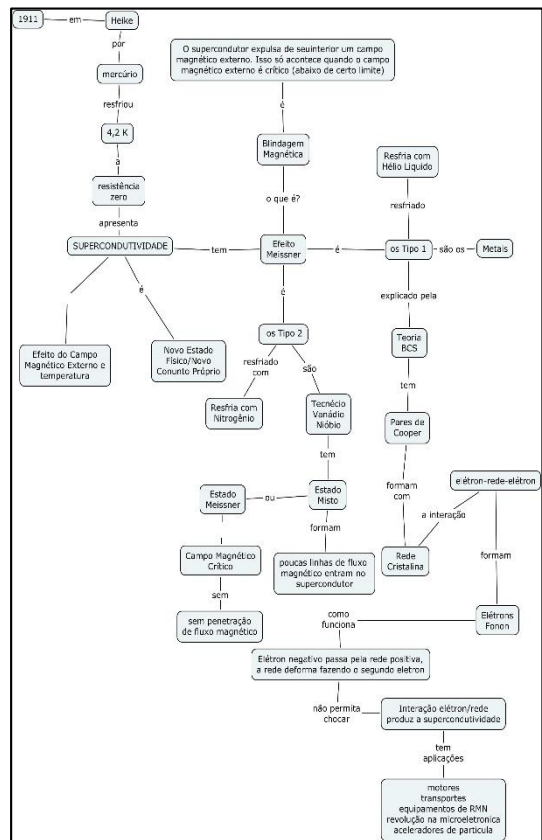 1911
em
Heike
por
mercúrio
resfriou
4,2 K
a
resistência
zero
apresenta
SUPERCONDUTIVIDADE
Efeito do Campo
Magnético Externo e
temperatura
é
Novo Estado
Físico/Novo
Conunto Próprio
tem
Efeito
Meissner
o que é?
Blindagem
Magnética
é
O supercondutor expulsa de seuinterior um campo
magnético externo. Isso só acontece quando o campo
magnético externo é crítico (abaixo de certo limite)
é
os Tipo 2
resfriado
com
Resfria com
Nitrogênio
são
Tecnécio
Vanádio
Nióbio
tem
Estado
Misto
ou
Estado
Meissner
Campo Magnético
Crítico
sem
sem penetração
de fluxo magnético
formam
poucas linhas de fluxo
magnético entram no
supercondutor
é
os Tipo 1
resfriado
Resfria com
Hélio Liquido
são os
Metais
explicado pela
Teoria
BCS
tem
Pares de
Cooper
formam
com
Rede
Cristalina
a interação
elétron-rede-elétron
formam
Elétrons
Fonon
como
funciona
Elétron negativo passa pela rede positiva,
a rede deforma fazendo o segundo eletron
não permita
chocar
Interação elétron/rede
produz a supercondutividade
tem
aplicações
motores
transportes
equipamentos de RMN
revolução na microeletronica
aceleradores de partícula